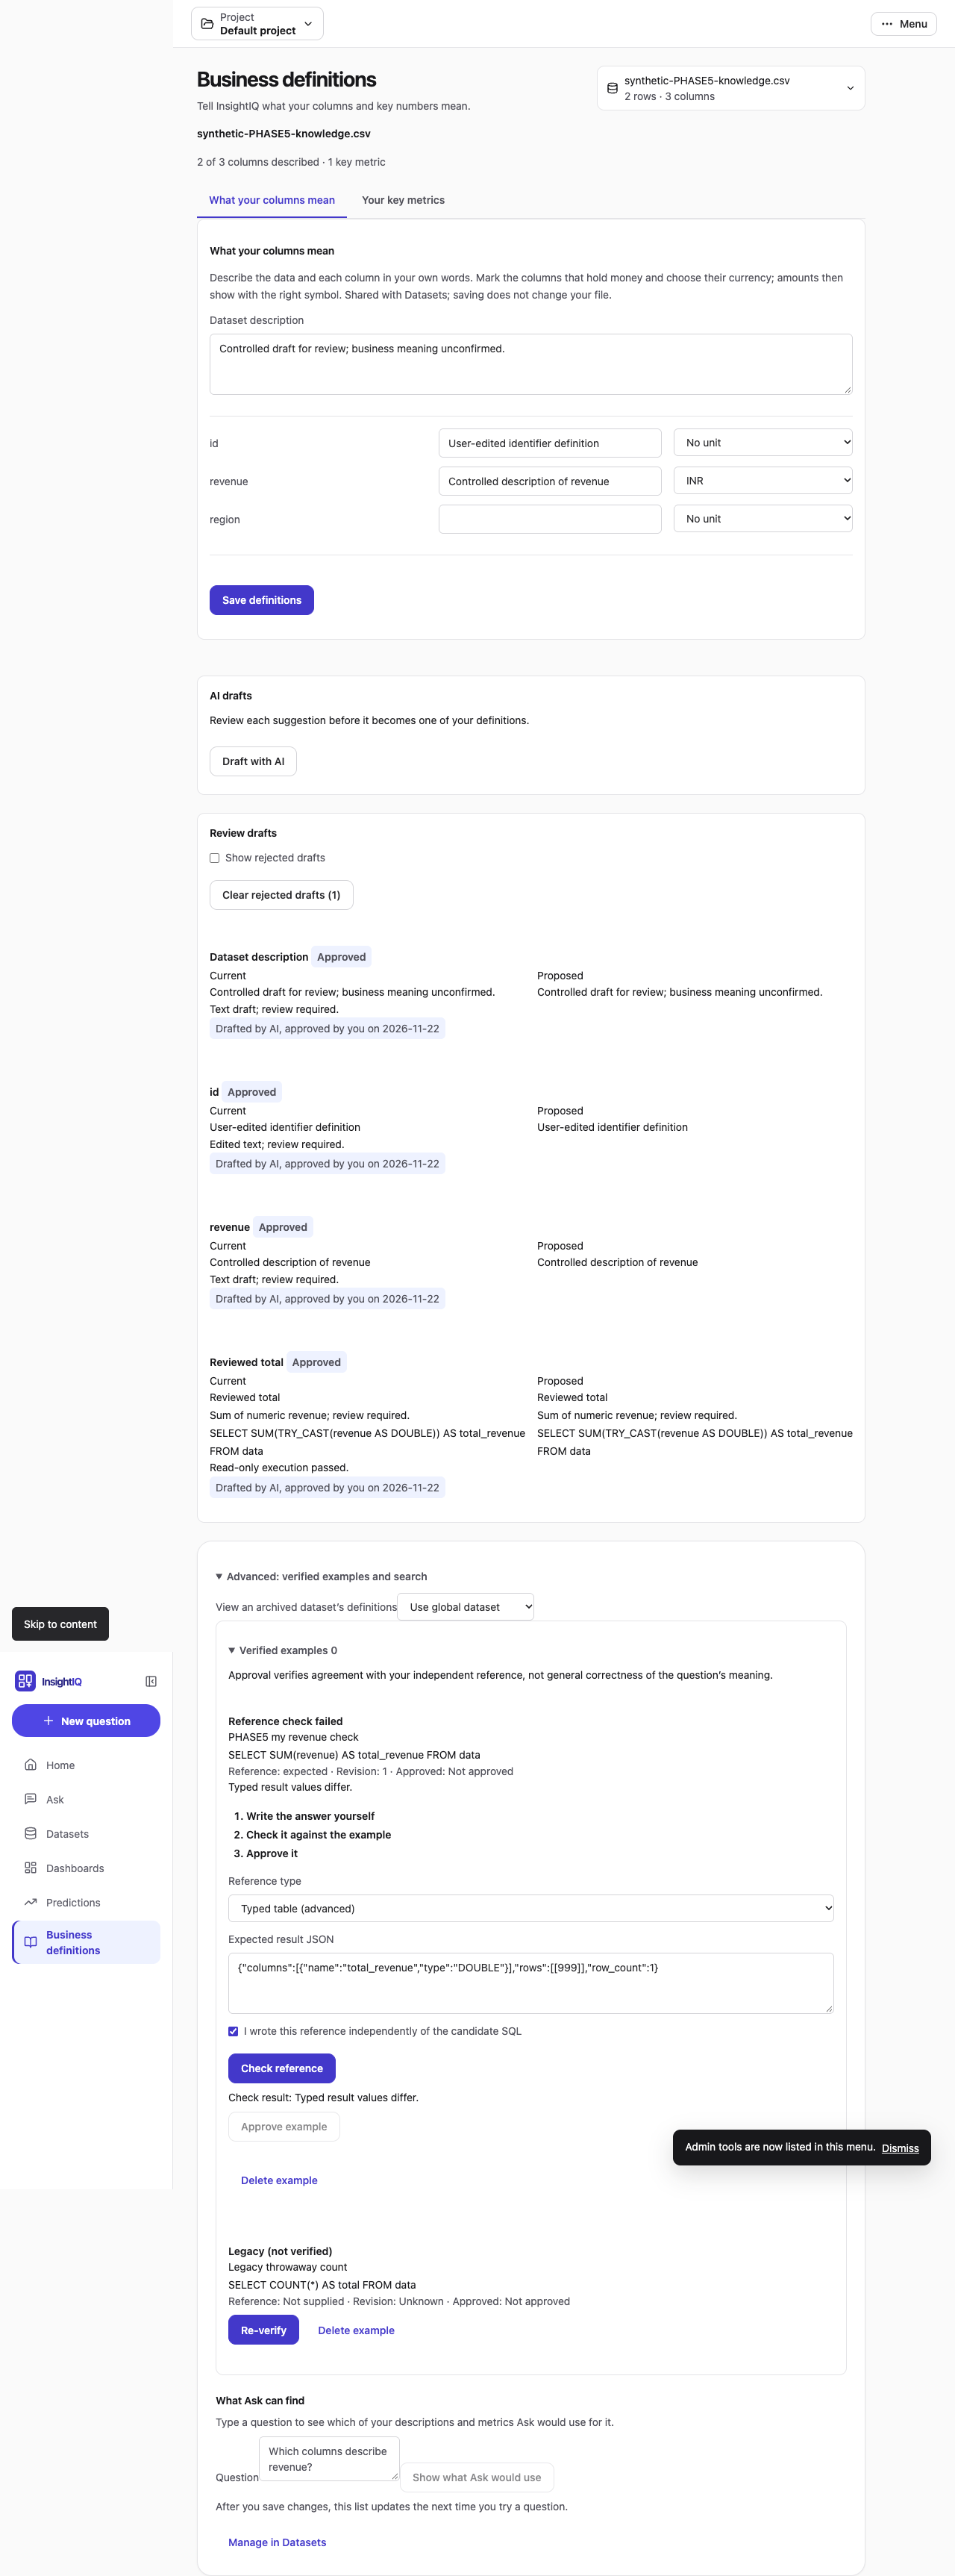 Project
Default project
Menu
Business definitions
Tell InsightIQ what your columns and key numbers mean.
synthetic-PHASE5-knowledge.csv
2 rows · 3 columns
synthetic-PHASE5-knowledge.csv
2 of 3 columns described · 1 key metric
What your columns mean
Your key metrics
What your columns mean
Describe the data and each column in your own words. Mark the columns that hold money and choose their currency; amounts then
show with the right symbol. Shared with Datasets; saving does not change your file.
Dataset description
Controlled draft for review; business meaning unconfirmed.
id
User-edited identifier definition
No unit
revenue
Controlled description of revenue
INR
region
No unit
Save definitions
AI drafts
Review each suggestion before it becomes one of your definitions.
Draft with AI
Review drafts
Show rejected drafts
Clear rejected drafts (1)
Dataset description Approved
Current
Controlled draft for review; business meaning unconfirmed.
Proposed
Controlled draft for review; business meaning unconfirmed.
Text draft; review required.
Drafted by AI, approved by you on 2026-11-22
id Approved
Current
User-edited identifier definition
Proposed
User-edited identifier definition
Edited text; review required.
Drafted by AI, approved by you on 2026-11-22
revenue Approved
Current
Controlled description of revenue
Proposed
Controlled description of revenue
Text draft; review required.
Drafted by AI, approved by you on 2026-11-22
Reviewed total Approved
Current
Reviewed total
Sum of numeric revenue; review required.
SELECT SUM(TRY_CAST(revenue AS DOUBLE)) AS total_revenue
FROM data
Proposed
Reviewed total
Sum of numeric revenue; review required.
SELECT SUM(TRY_CAST(revenue AS DOUBLE)) AS total_revenue
FROM data
Read-only execution passed.
Drafted by AI, approved by you on 2026-11-22
Advanced: verified examples and search
View an archived dataset's definitions
Use global dataset
Verified examples 0
Approval verifies agreement with your independent reference, not general correctness of the question's meaning.
Reference check failed
PHASE5 my revenue check
SELECT SUM(revenue) AS total_revenue FROM data
Reference: expected · Revision: 1 · Approved: Not approved
Typed result values differ.
1. Write the answer yourself
2. Check it against the example
3. Approve it
Reference type
Typed table (advanced)
Expected result JSON
{"columns":[{"name":"total_revenue","type":"DOUBLE"}],"rows":[[999]],"row_count":1}
I wrote this reference independently of the candidate SQL
Check reference
Check result: Typed result values differ.
Approve example
Delete example
Legacy (not verified)
Legacy throwaway count
SELECT COUNT(*) AS total FROM data
Reference: Not supplied · Revision: Unknown · Approved: Not approved
Re-verify
Delete example
What Ask can find
Type a question to see which of your descriptions and metrics Ask would use for it.
Question
Which columns describe
revenue?
Show what Ask would use
After you save changes, this list updates the next time you try a question.
Manage in Datasets
Skip to content
InsightIQ
New question
Home
Ask
Datasets
Dashboards
Predictions
Business
definitions
Admin tools are now listed in this menu. Dismiss